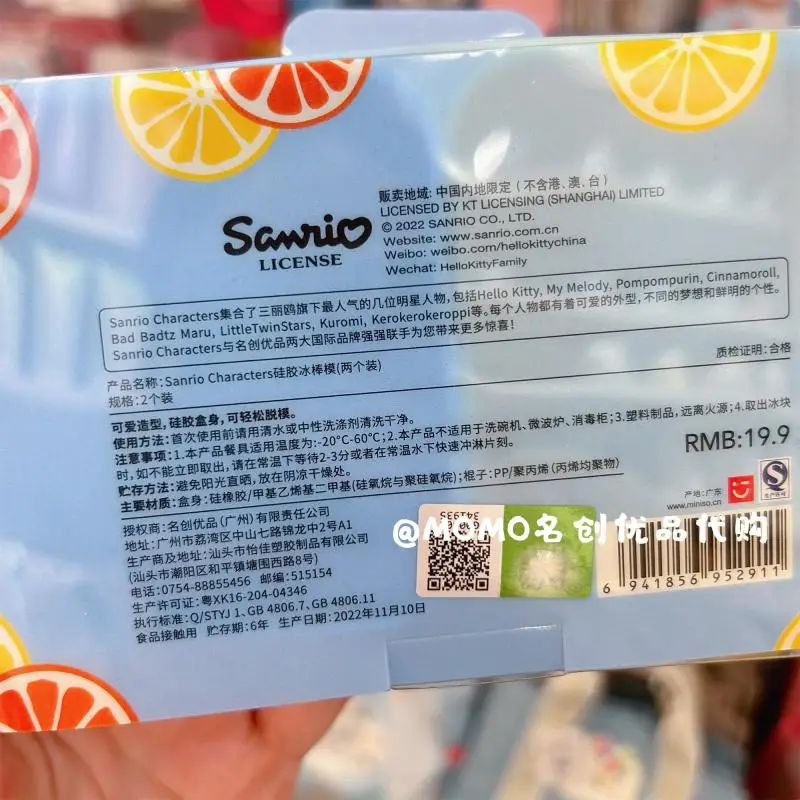 Sanrio
LICENSE
贩卖地域: 中国内地限定 (不含港、澳、台)
LICENSED BY KT LICENSING (SHANGHAI) LIMITED
© 2022 SANRIO CO., LTD.
Website: www.sanrio.com.cn
Weibo: weibo.com/hellokittychina
Wechat: HelloKittyFamily
Sanrio Characters集合了三丽鸥旗下最人气的几位明星人物, 包括Hello Kitty, My Melody, Pompompurin, Cinnamoroll,
Bad Badtz Maru, LittleTwinStars, Kuromi, Kerokerokeroppi等。每个人物都有着可爱的外型, 不同的梦想和鲜明的个性。
Sanrio Characters与名创优品两大国际品牌强强联手为您带来更多惊喜!
产品名称: Sanrio Characters硅胶冰棒模(两个装)
质检证明: 合格
规格: 2个装
可爱造型, 硅胶盒身, 可轻松脱模。
使用方法: 首次使用前请用清水或中性洗涤剂清洗干净。
注意事项: 1.本产品餐具适用温度为:-20°C-60°C; 2.本产品不适用于洗碗机、微波炉、消毒柜; 3.塑料制品, 远离火源; 4.取出冰块
时, 如不能立即取出, 请在常温下等待2-3分或者在常温水下快速冲淋片刻。
贮存方法: 避免阳光直晒, 放在阴凉干燥处。
主要材质: 盒身: 硅橡胶/甲基乙烯基二甲基(硅氧烷与聚硅氧烷); 棍子: PP/聚丙烯 (丙烯均聚物)
RMB:19.9
授权商: 名创优品(广州)有限责任公司
地址: 广州市荔湾区中山七路锦龙中2号A1
生产商及地址: 汕头市怡佳塑胶制品有限公司
(汕头市潮阳区和平镇塘围西路8号)
电话: 0754-88855456 邮编: 515154
生产许可证: 粤XK16-204-04346
执行标准: Q/STYJ 1、GB 4806.7、GB 4806.11
食品接触用 贮存期: 6年 生产日期: 2022年11月10日
产地: 广东
www.miniso.cn
@MOMO名创优品代购
6 941856 952911